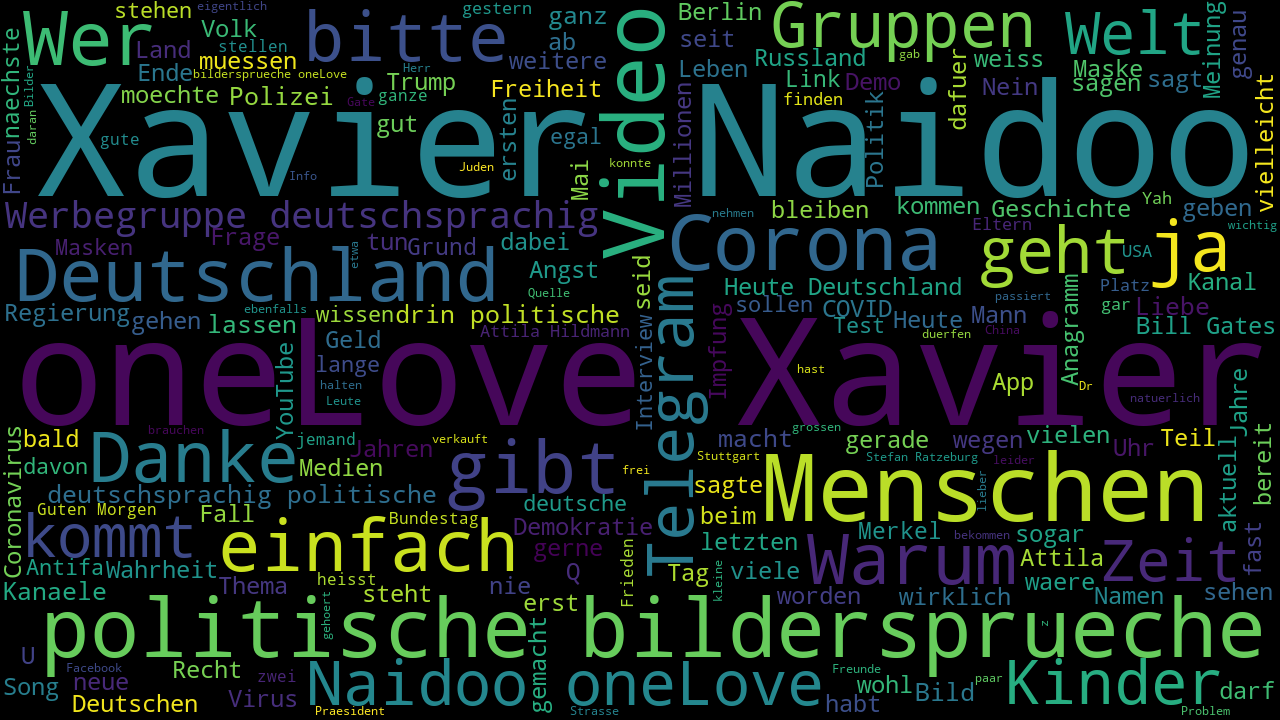 stehen
eigentlich
gestern
ganz
Video
Berlin
Gruppen
Welt
Meinung
genau
Wer
Volk
bitte
ab
seit
Russland
weiss
Maske
sagt
Land
stellen
muessen
Herr
weitere
Leben
Link
Demo
gab
Nein
sagen
naechste
Bilder
Ende
bildersprueche oneLove
Trump
Freiheit
Millionen
finden
dafuer
vielleicht
moechte
Polizei
Gate
ganze
Xavier
Naidoo
daran
gute
gut
ersten
egal
Politik
Frau
Info
Juden
Mai
konnte
Werbegruppe deutschsprachig
nehmen
bleiben
kommen
Geschichte
Yah
geben
Masken
Frage
etwa
tun
Grund
dabei
Corona
Eltern
geht
USA
ja
wichtig
Deutschland
Angst
Quelle
Interview
seid
Telegram
Heute Deutschland
passiert
Platz
Kanal
Regierung
gehen
ebenfalls
lassen
wissen
drin politische
Attila Hildmann
sollen
COVID
Heute
Mann
Anagramm
gar
Liebe
Test
duerfen
China
Bill Gates
oneLove
Xavier
YouTube
Geld
lange
halten
Leute
Impfung
hast
App
Dr
natuerlich
Jahre
Coronavirus
bald
brauchen
jemand
Jahren
verkauft
macht
grossen
gerade
wegen
vielen
Uhr
Teil
davon
Danke
Medien
gibt
frei
Stuttgart
sagte
Stefan Ratzeburg
leider
lieber
Menschen
aktuell
bereit
deutschsprachig politische
deutsche
Guten Morgen
Fall
Bundestag
Demokratie
beim
kommt
einfach
gerne
letzten
Merkel
bekommen
sogar
fast
Antifa
Wahrheit
Q
Frieden
Tag
kleine
viele
Warum
Attila
Zeit
Kanaele
Thema
heisst
steht
nie
erst
worden
wirklich
waere
Namen
sehen
politische bildersprueche
gehoert
z
U
Facebook
Recht
zwei
gemacht
Freunde
paar
Song
neue
Naidoo oneLove
wohl
Bild
Kinder
darf
Deutschen
Virus
Praesident
Strasse
habt
Problem